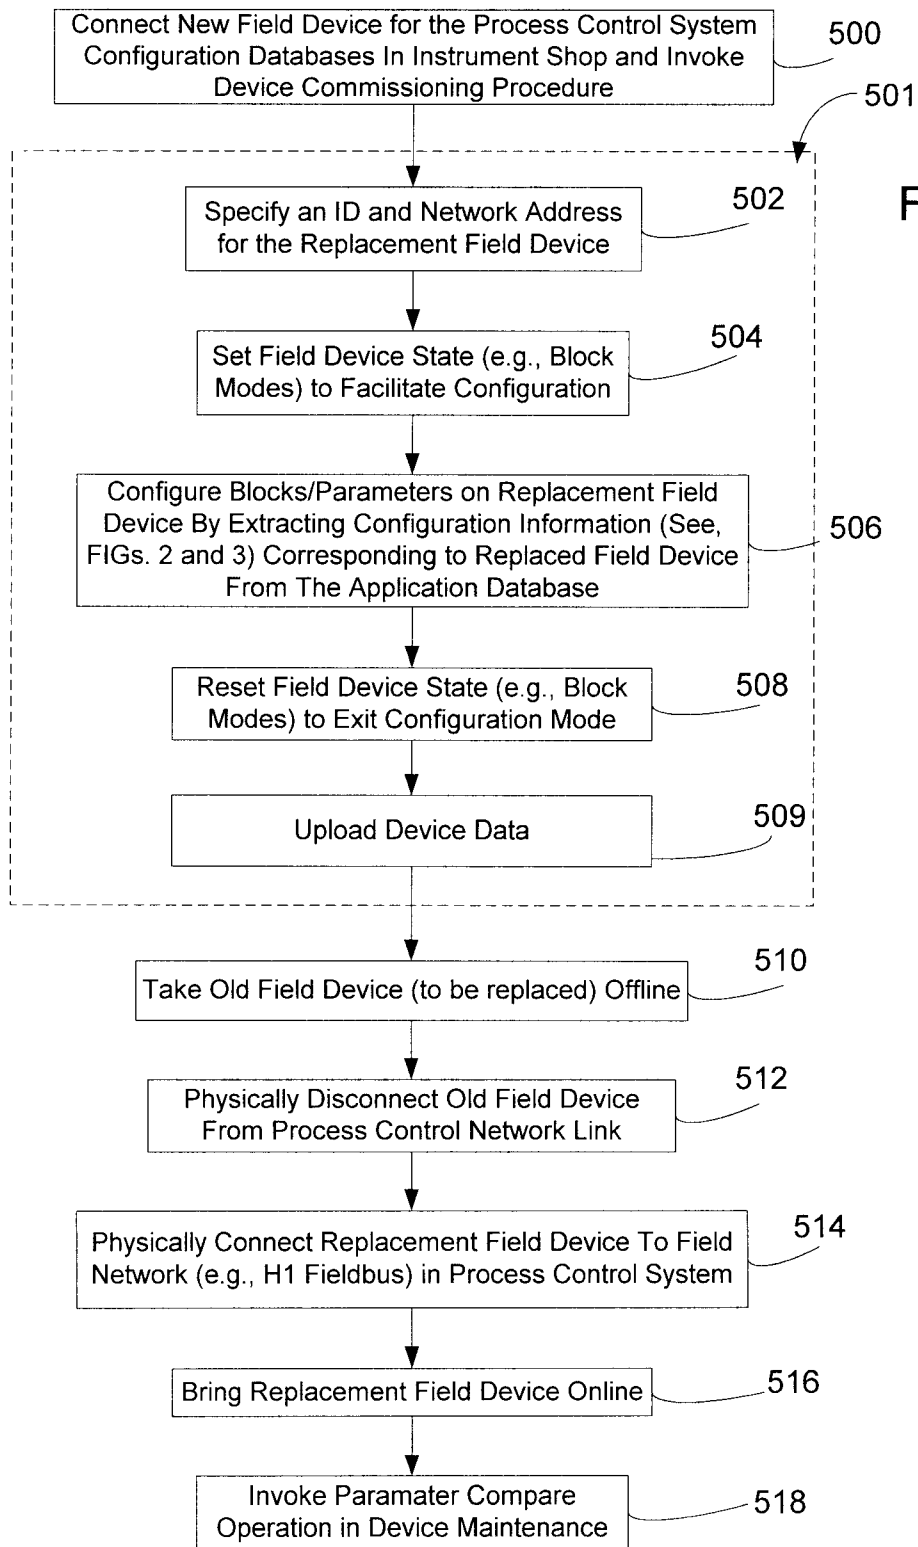 Connect New Field Device for the Process Control System
Configuration Databases In Instrument Shop and Invoke
Device Commissioning Procedure
500
501
Specify an ID and Network Address
for the Replacement Field Device
502
F
Set Field Device State (e.g., Block
Modes) to Facilitate Configuration
504
Configure Blocks/Parameters on Replacement Field
Device By Extracting Configuration Information (See,
FIGs. 2 and 3) Corresponding to Replaced Field Device
From The Application Database
506
Reset Field Device State (e.g., Block
Modes) to Exit Configuration Mode
508
Upload Device Data
509
Take Old Field Device (to be replaced) Offline
510
Physically Disconnect Old Field Device
From Process Control Network Link
512
Physically Connect Replacement Field Device To Field
Network (e.g., H1 Fieldbus) in Process Control System
514
Bring Replacement Field Device Online
516
Invoke Paramater Compare
Operation in Device Maintenance
518